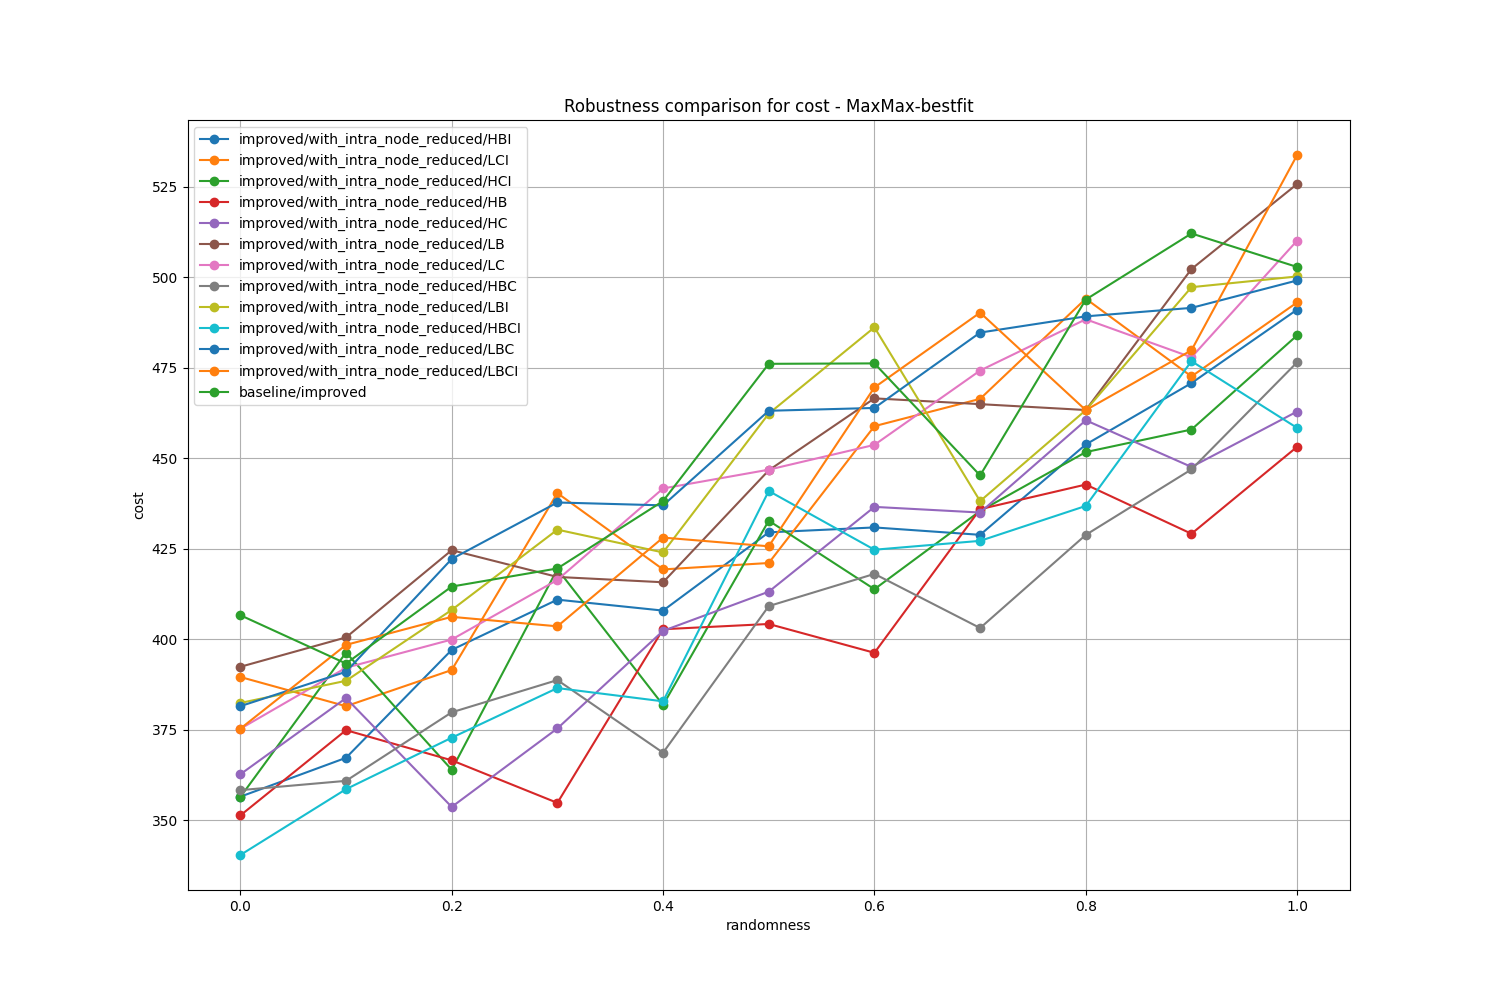 Robustness comparison for cost - MaxMax-bestfit
improved/with_intra_node_reduced/HBI
improved/with_intra_node_reduced/LCI
improved/with_intra_node_reduced/HCI
improved/with_intra_node_reduced/HB
improved/with_intra_node_reduced/HC
improved/with_intra_node_reduced/LB
improved/with_intra_node_reduced/LC
improved/with_intra_node_reduced/HBC
improved/with_intra_node_reduced/LBI
improved/with_intra_node_reduced/HBCI
improved/with_intra_node_reduced/LBC
improved/with_intra_node_reduced/LBCI
baseline/improved
525
500
475
450
425
400
375
350
cost
0.0 0.2 0.4 0.6 0.8 1.0
randomness